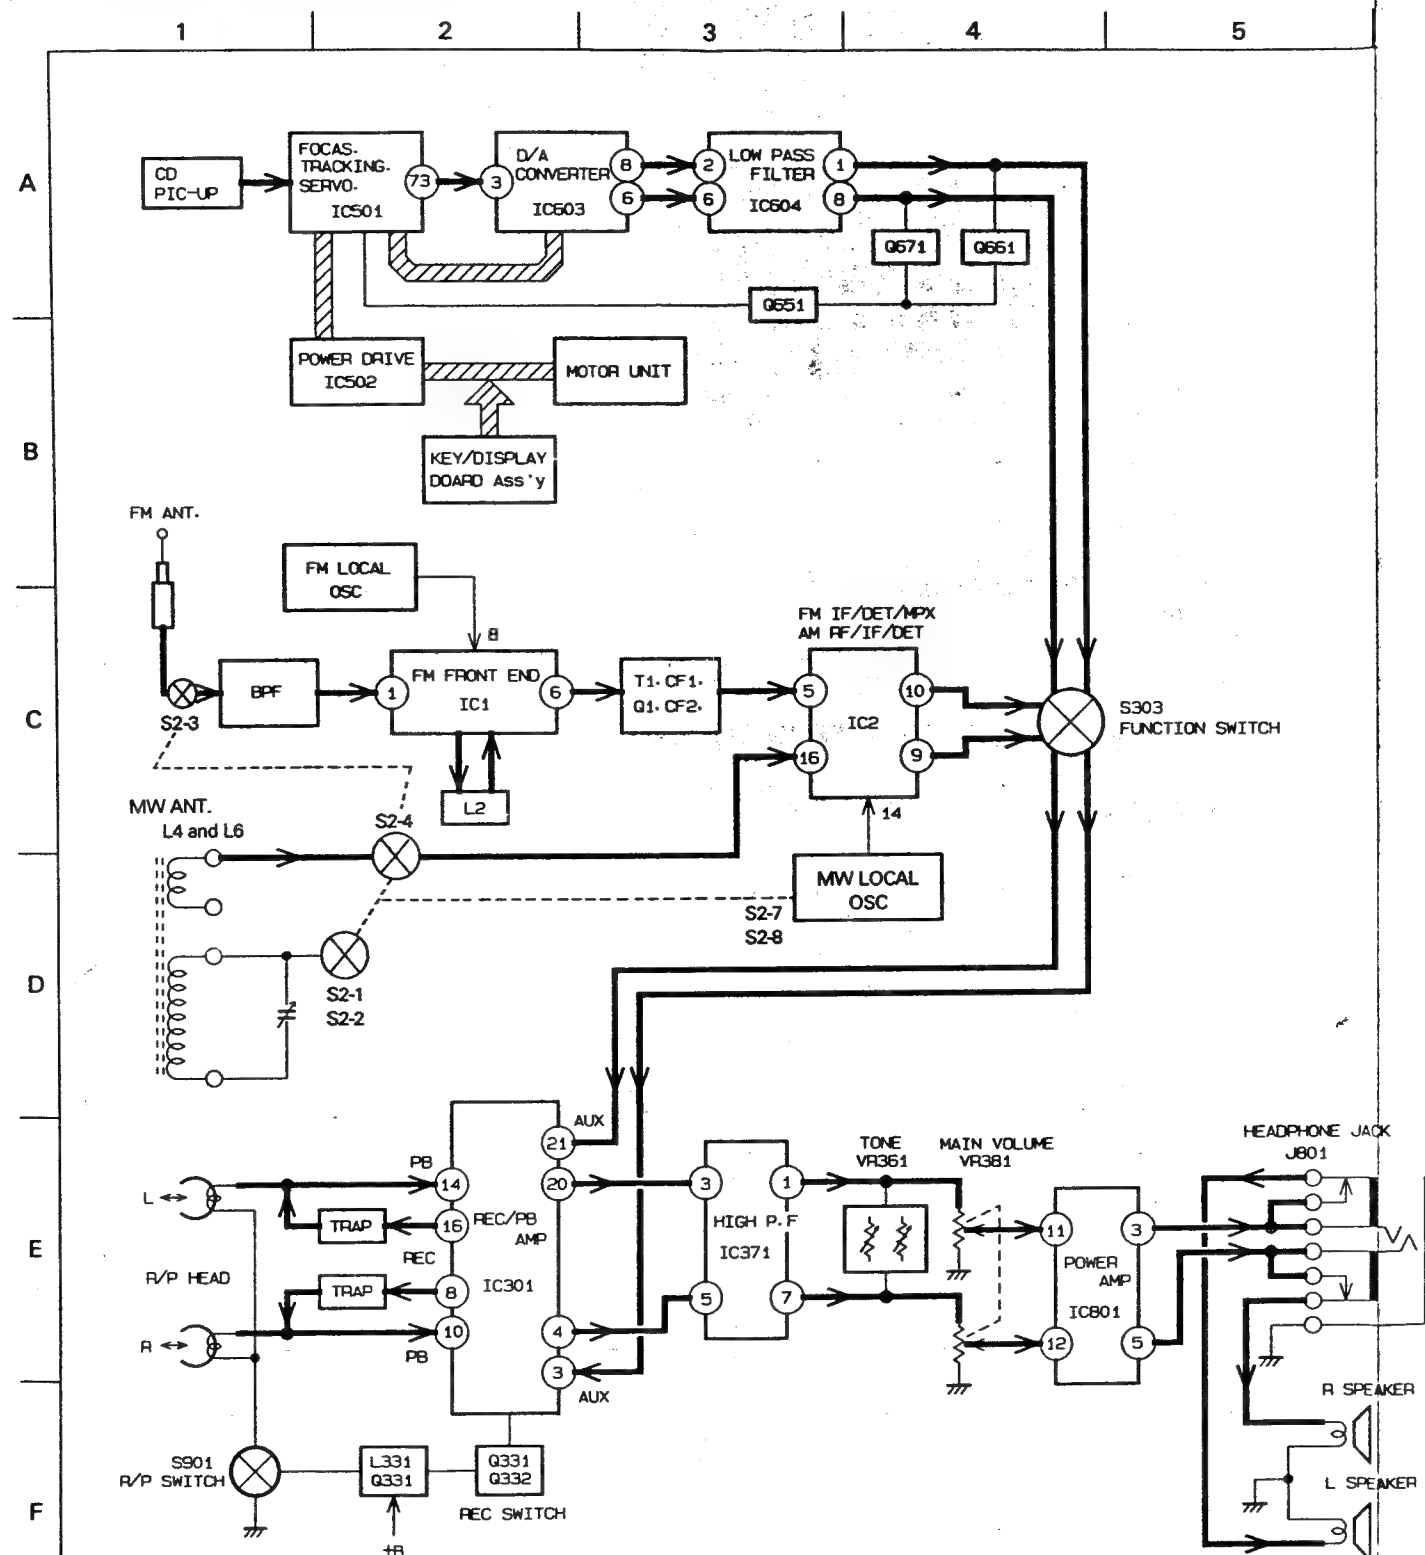 1 2 3 4 5
A
CD
PIC-UP
FOCAS.
TRACKING.
SERVO.
IC501
73
3
D/A
CONVERTER
IC603
8
6
2
6
LOW PASS
FILTER
IC604
1
8
Q671
Q661
Q651
POWER DRIVE
IC502
MOTOR UNIT
B
KEY/DISPLAY
DOARD Ass'y
FM ANT.
FM LOCAL
OSC
8
FM IF/DET/MPX
AM RF/IF/DET
C
S2-3
BPF
1
FM FRONT END
IC1
6
T1. CF1.
Q1. CF2.
5
16
IC2
10
9
S303
FUNCTION SWITCH
L2
14
MW ANT.
L4 and L6
S2-4
MW LOCAL
OSC
S2-7
S2-8
D
S2-1
S2-2
AUX
21
20
PB
14
16
REC/PB
AMP
REC
IC301
8
10
PB
4
3
AUX
E
L
R/P HEAD
R
TRAP
TRAP
3
5
HIGH P.F
IC371
1
7
TONE
VR361
MAIN VOLUME
VR381
11
12
POWER
AMP
IC801
3
5
HEADPHONE JACK
J801
R SPEAKER
L SPEAKER
F
S901
R/P SWITCH
L331
Q331
Q331
Q332
REC SWITCH
+B